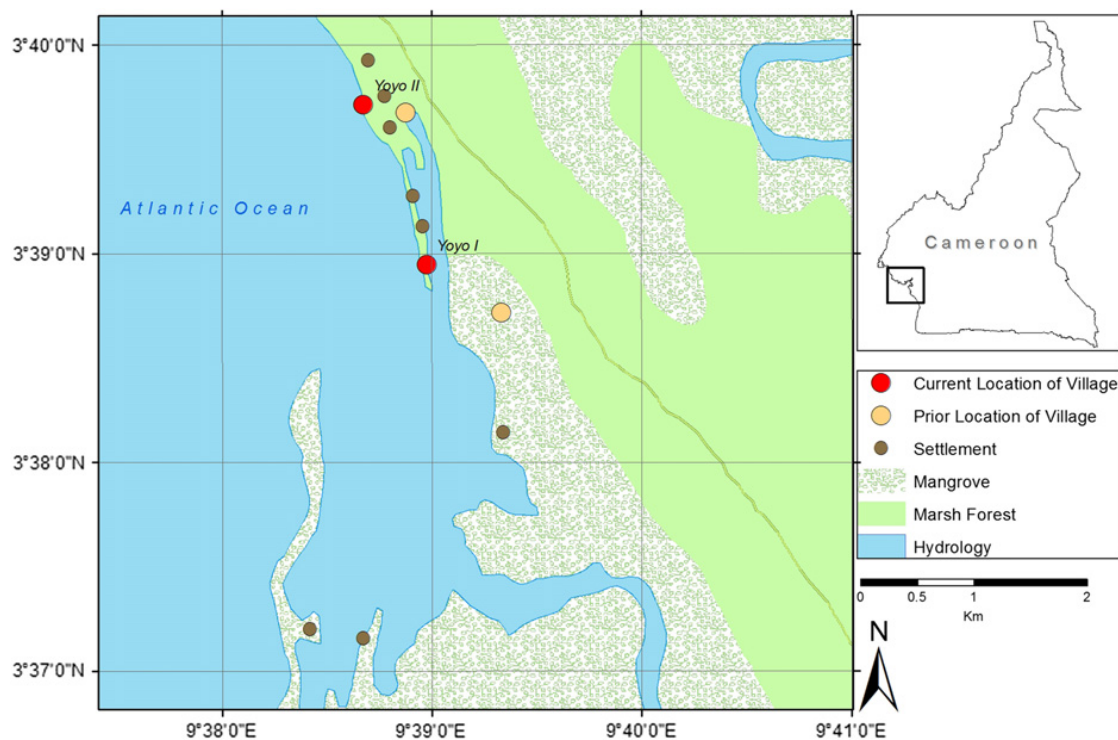 3°40'0"N
Yoyo II
Atlantic Ocean
Yoyo I
3°39'0"N
3°38'0"N
3°37'0"N
9°38'0"E
9°39'0"E
9°40'0"E
9°41'0"E
Cameroon
Current Location of Village
Prior Location of Village
Settlement
Mangrove
Marsh Forest
Hydrology
0 0.5 1 2
Km
N